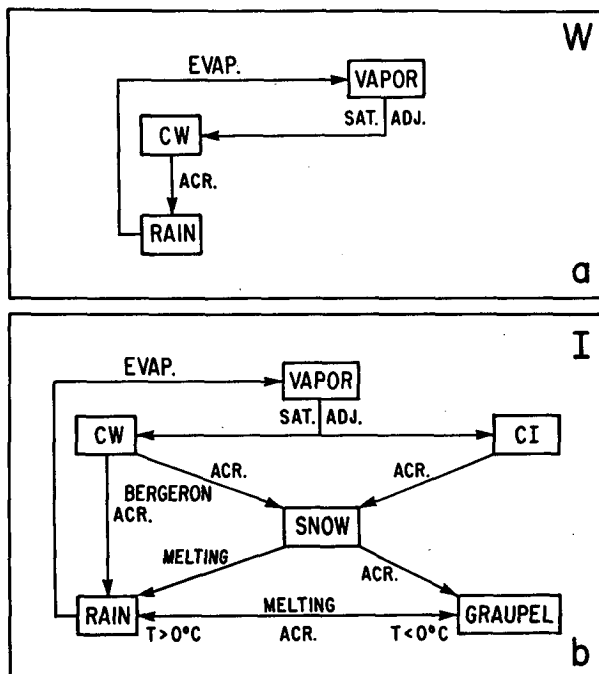 W
EVAP.
VAPOR
SAT. ADJ.
CW
ACR.
RAIN
a
I
EVAP.
VAPOR
SAT. ADJ.
CW
CI
ACR.
ACR.
BERGERON
ACR.
SNOW
MELTING
ACR.
RAIN
MELTING
GRAUPEL
T>0°C
ACR.
T<0°C
b